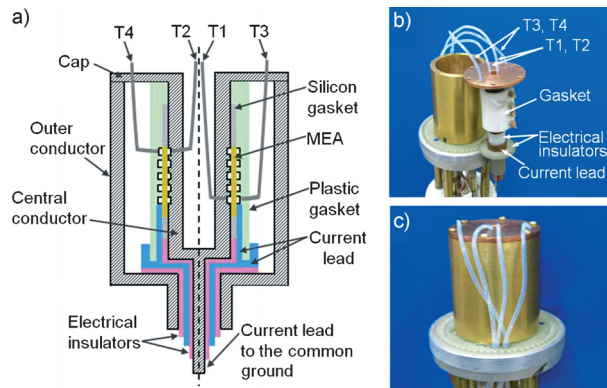 a)
T4
T2
T1
T3
Cap
Silicon
gasket
Outer
conductor
MEA
Central
conductor
Plastic
gasket
Current
lead
Electrical
insulators
Current lead
to the common
ground
b)
T3, T4
T1, T2
Gasket
Electrical
insulators
Current lead
c)